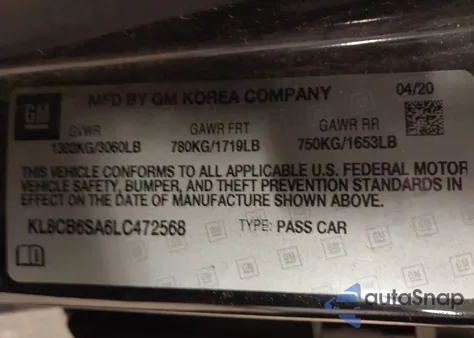 GM
MFD BY GM KOREA COMPANY
04/20
GVWR
GAWR FRT
GAWR RR
1302KG/3060LB
780KG/1719LB
750KG/1653LB
THIS VEHICLE CONFORMS TO ALL APPLICABLE U.S. FEDERAL MOTOR
VEHICLE SAFETY, BUMPER, AND THEFT PREVENTION STANDARDS IN
EFFECT ON THE DATE OF MANUFACTURE SHOWN ABOVE.
KL8CB6SA6LC472568
TYPE: PASS CAR
autoSnap